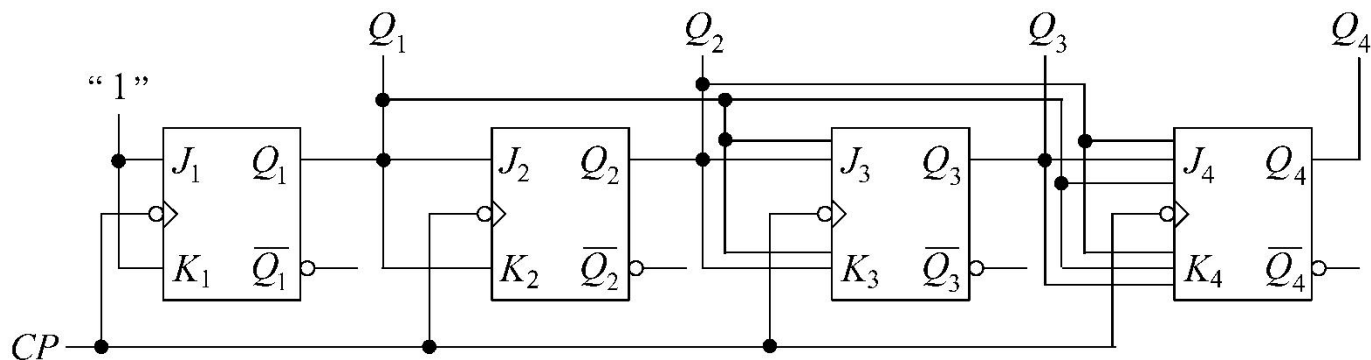 Q₁ Q₂ Q₃ Q₄
“1”
J₁ Q₁ J₂ Q₂ J₃ Q₃ J₄ Q₄
K₁ Q̅₁ K₂ Q̅₂ K₃ Q̅₃ K₄ Q̅₄
CP